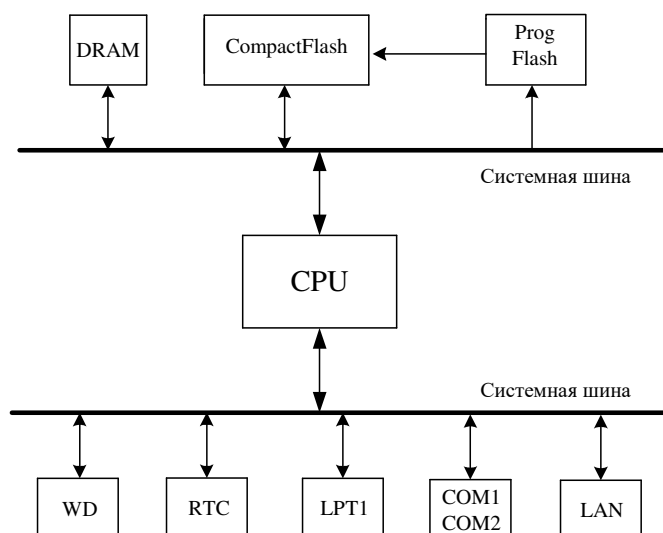 DRAM
CompactFlash
Prog
Flash
Системная шина
CPU
Системная шина
WD
RTC
LPT1
COM1
COM2
LAN